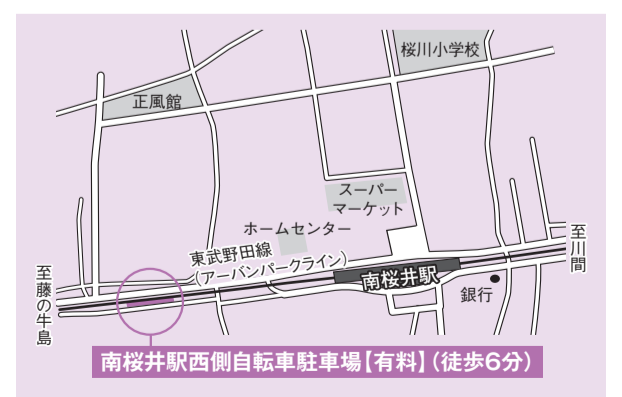 桜川小学校
正風館
スーパー
マーケット
ホームセンター
東武野田線
(アーバンパークライン)
至川間
南桜井駅
銀行
至藤の牛島
南桜井駅西側自転車駐車場【有料】(徒歩6分)